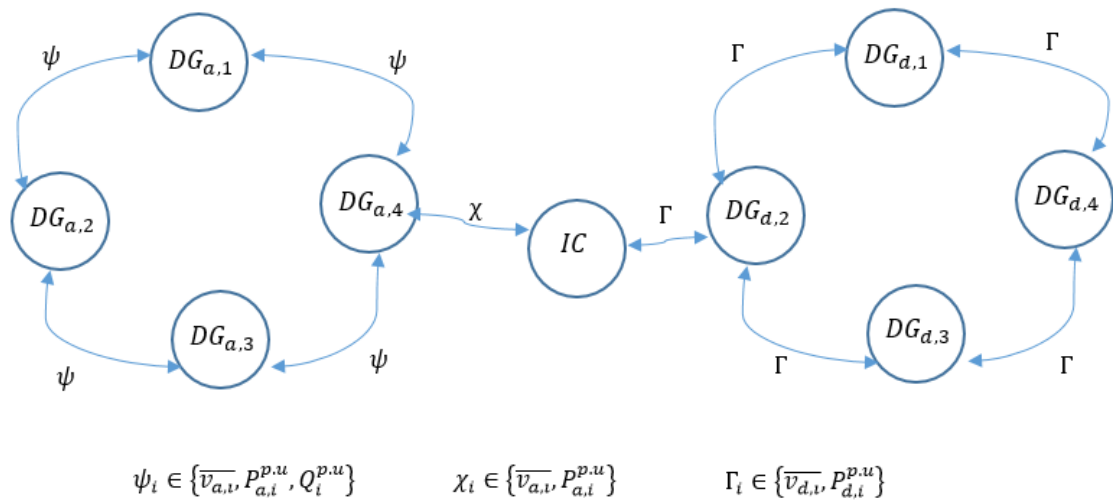 ψ DG_{a,1} ψ Γ DG_{d,1} Γ
DG_{a,2} DG_{a,4} χ IC Γ DG_{d,2} DG_{d,4}
ψ DG_{a,3} ψ Γ DG_{d,3} Γ
ψ_i ∈ {\overline{v_{a,ι}}, P_{a,i}^{p.u}, Q_i^{p.u}} χ_i ∈ {\overline{v_{a,ι}}, P_{a,i}^{p.u}} Γ_i ∈ {\overline{v_{d,ι}}, P_{d,i}^{p.u}}